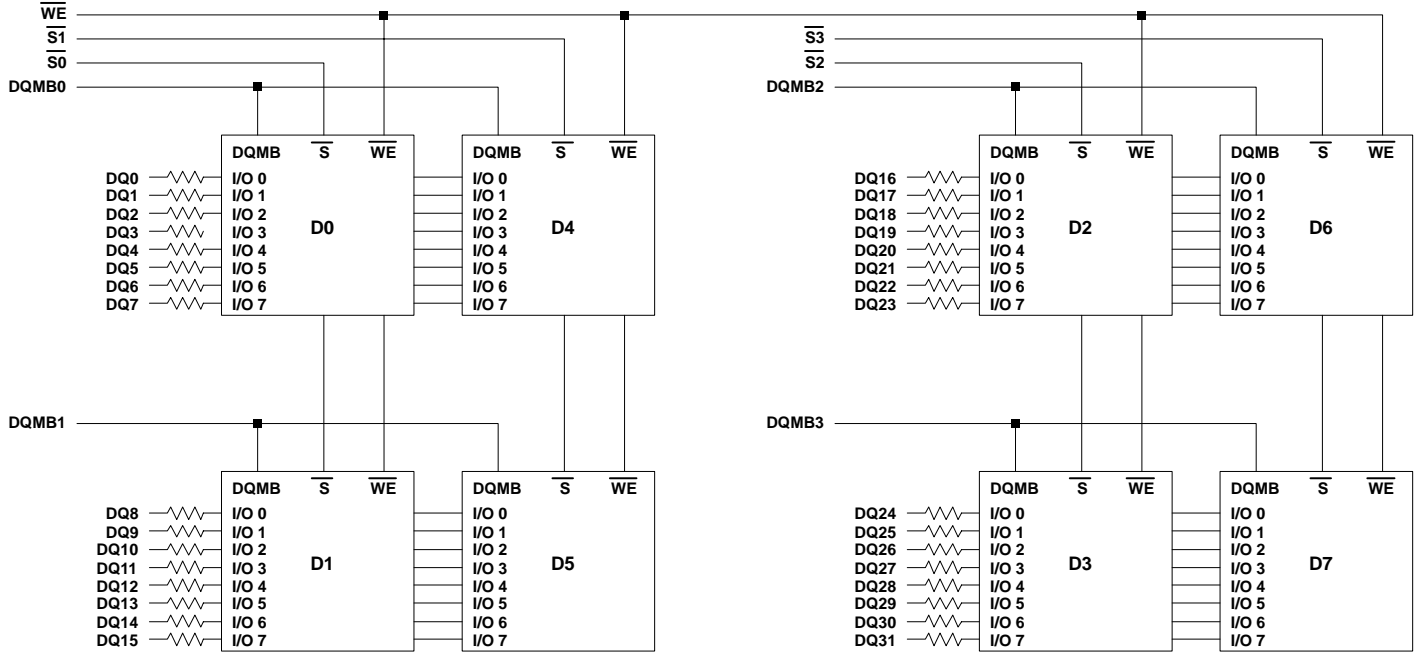 WE
S1 S3
S0 S2
DQMB0 DQMB2
DQMB S WE DQMB S WE DQMB S WE DQMB S WE
DQ0 I/O 0 I/O 0 DQ16 I/O 0 I/O 0
DQ1 I/O 1 I/O 1 DQ17 I/O 1 I/O 1
DQ2 I/O 2 I/O 2 DQ18 I/O 2 I/O 2
D0 D4 D2 D6
DQ3 I/O 3 I/O 3 DQ19 I/O 3 I/O 3
DQ4 I/O 4 I/O 4 DQ20 I/O 4 I/O 4
DQ5 I/O 5 I/O 5 DQ21 I/O 5 I/O 5
DQ6 I/O 6 I/O 6 DQ22 I/O 6 I/O 6
DQ7 I/O 7 I/O 7 DQ23 I/O 7 I/O 7
DQMB1 DQMB3
DQMB S WE DQMB S WE DQMB S WE DQMB S WE
DQ8 I/O 0 I/O 0 DQ24 I/O 0 I/O 0
DQ9 I/O 1 I/O 1 DQ25 I/O 1 I/O 1
DQ10 I/O 2 I/O 2 DQ26 I/O 2 I/O 2
D1 D5 D3 D7
DQ11 I/O 3 I/O 3 DQ27 I/O 3 I/O 3
DQ12 I/O 4 I/O 4 DQ28 I/O 4 I/O 4
DQ13 I/O 5 I/O 5 DQ29 I/O 5 I/O 5
DQ14 I/O 6 I/O 6 DQ30 I/O 6 I/O 6
DQ15 I/O 7 I/O 7 DQ31 I/O 7 I/O 7